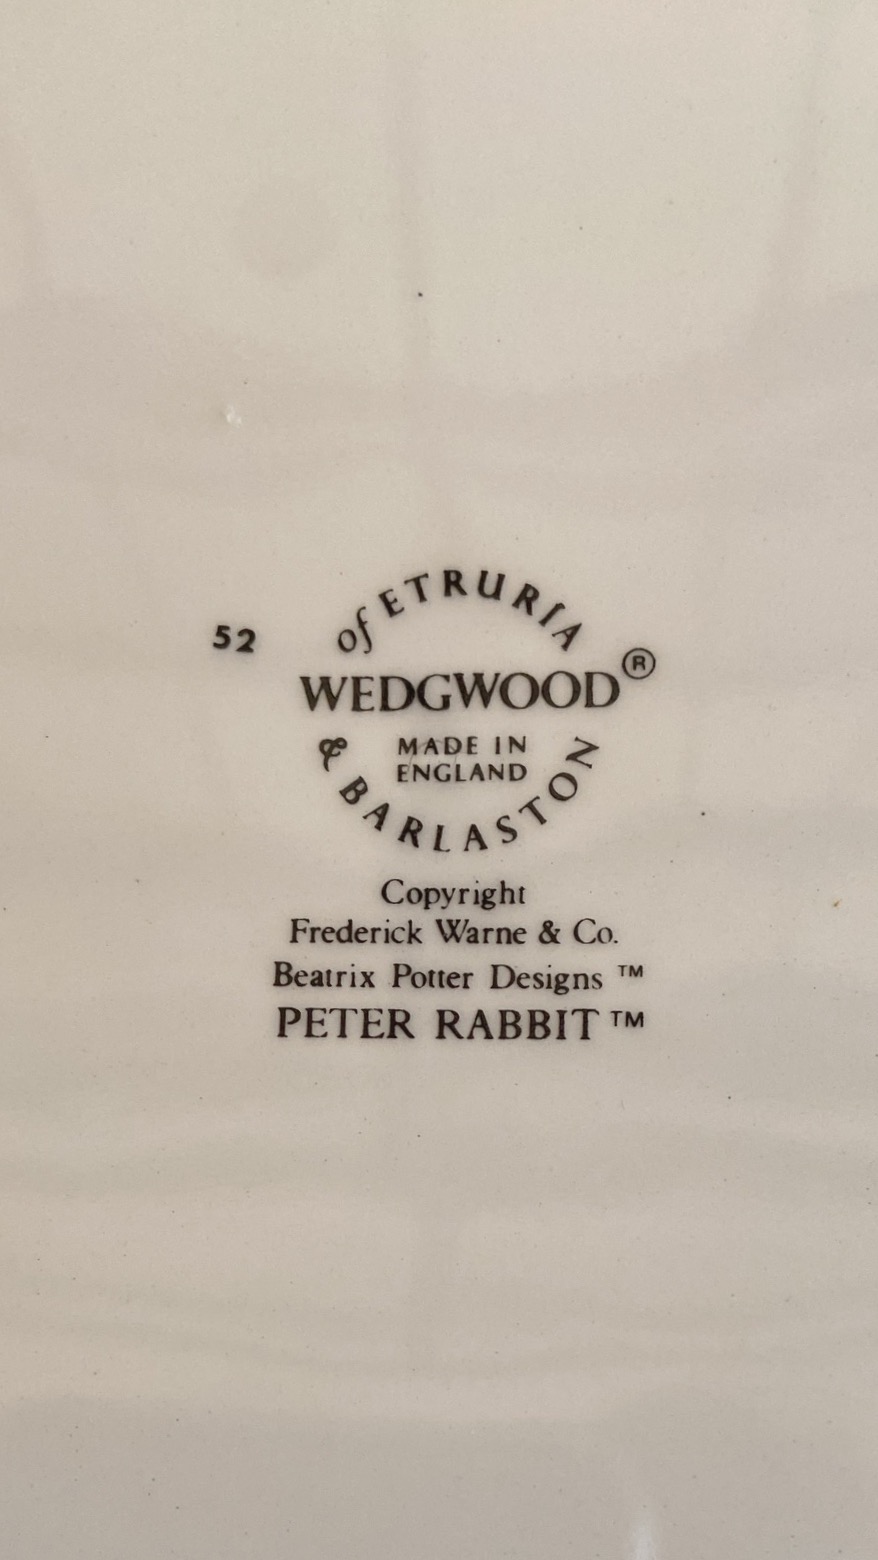 52
of ETRURIA
WEDGWOOD®
MADE IN
ENGLAND
& BARLASTON
Copyright
Frederick Warne & Co.
Beatrix Potter Designs ™
PETER RABBIT ™